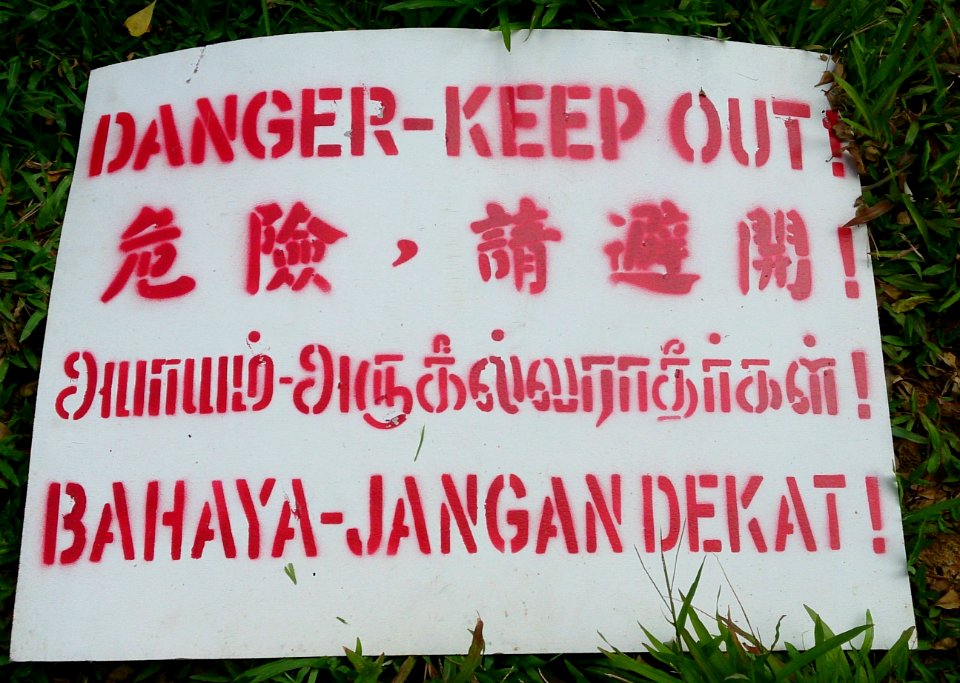 DANGER-KEEP OUT!
危險，請避開!
அபாயம்-அருகில்வராதீர்கள்!
BAHAYA-JANGAN DEKAT!